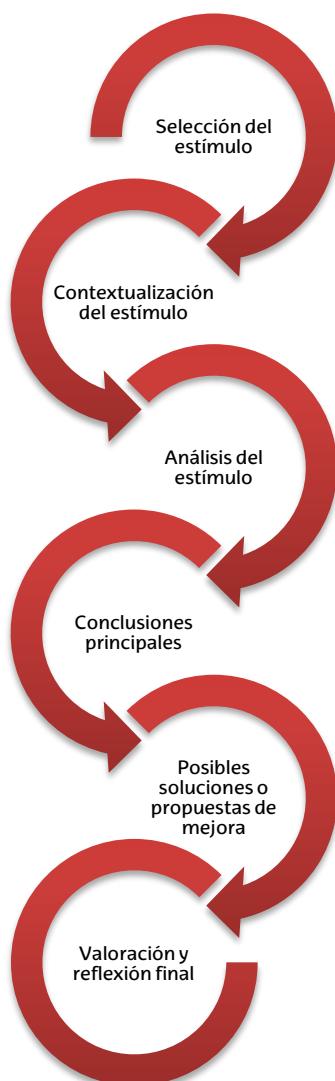 Selección del
estímulo
Contextualización
del estímulo
Análisis del
estímulo
Conclusiones
principales
Posibles
soluciones o
propuestas de
mejora
Valoración y
reflexión final